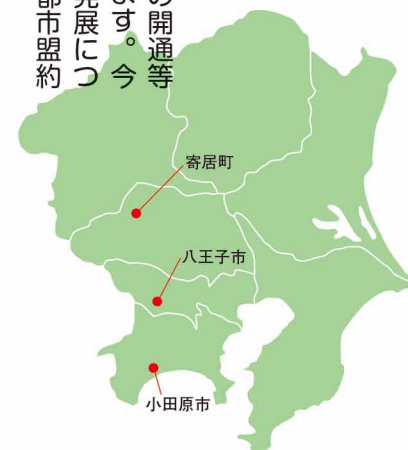 の開通等
ます。今
発展につ
都市盟約
寄居町
八王子市
小田原市